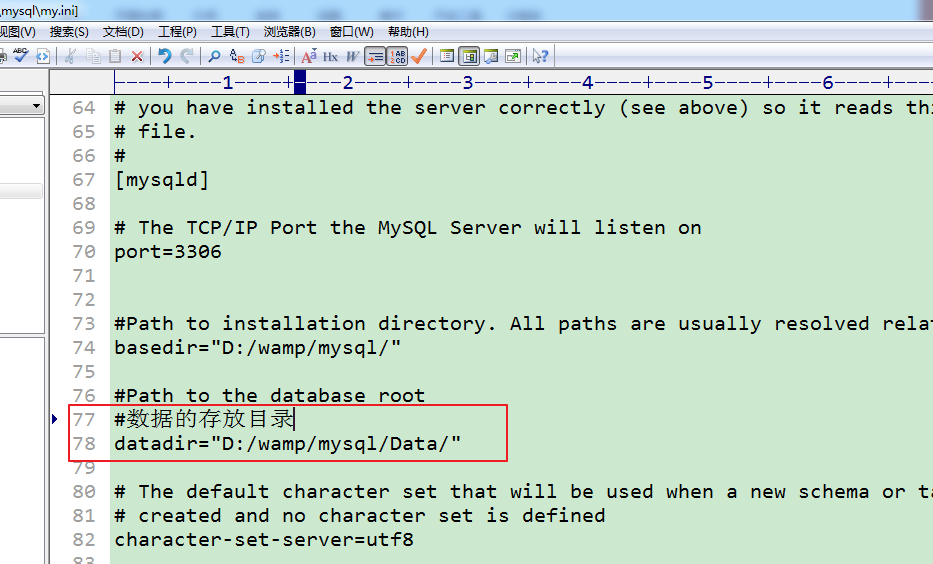 \mysql\my.ini]
视图(V) 搜索(S) 文档(D) 工程(P) 工具(T) 浏览器(B) 窗口(W) 帮助(H)
----+----1----+----2----+----3----+----4----+----5----+----6----+--
64 # you have installed the server correctly (see above) so it reads thi
65 # file.
66 #
67 [mysqld]
68
69 # The TCP/IP Port the MySQL Server will listen on
70 port=3306
71
72
73 #Path to installation directory. All paths are usually resolved rela
74 basedir="D:/wamp/mysql/"
75
76 #Path to the database root
77 #数据的存放目录
78 datadir="D:/wamp/mysql/Data/"
79
80 # The default character set that will be used when a new schema or ta
81 # created and no character set is defined
82 character-set-server=utf8
83